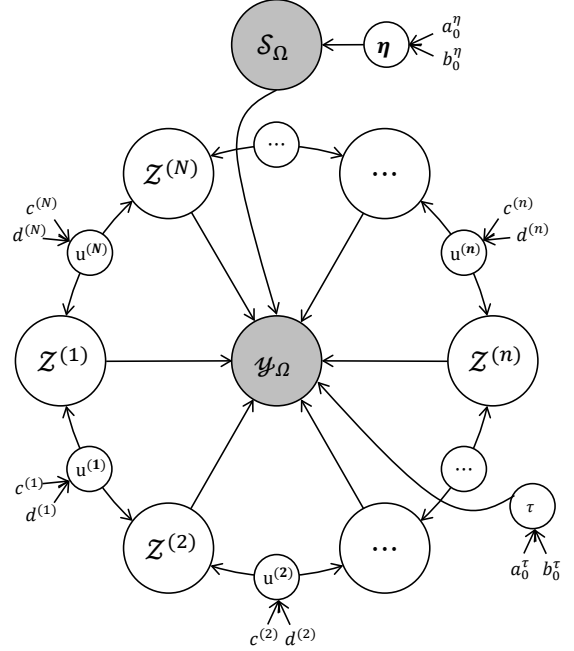 𝒮_Ω
η
a_0^η
b_0^η
𝒵^(N)
...
...
c^(N)
d^(N)
u^(N)
c^(n)
d^(n)
u^(n)
𝒵^(1)
𝓎_Ω
𝒵^(n)
u^(1)
c^(1)
d^(1)
...
τ
a_0^τ
b_0^τ
𝒵^(2)
u^(2)
...
c^(2)
d^(2)